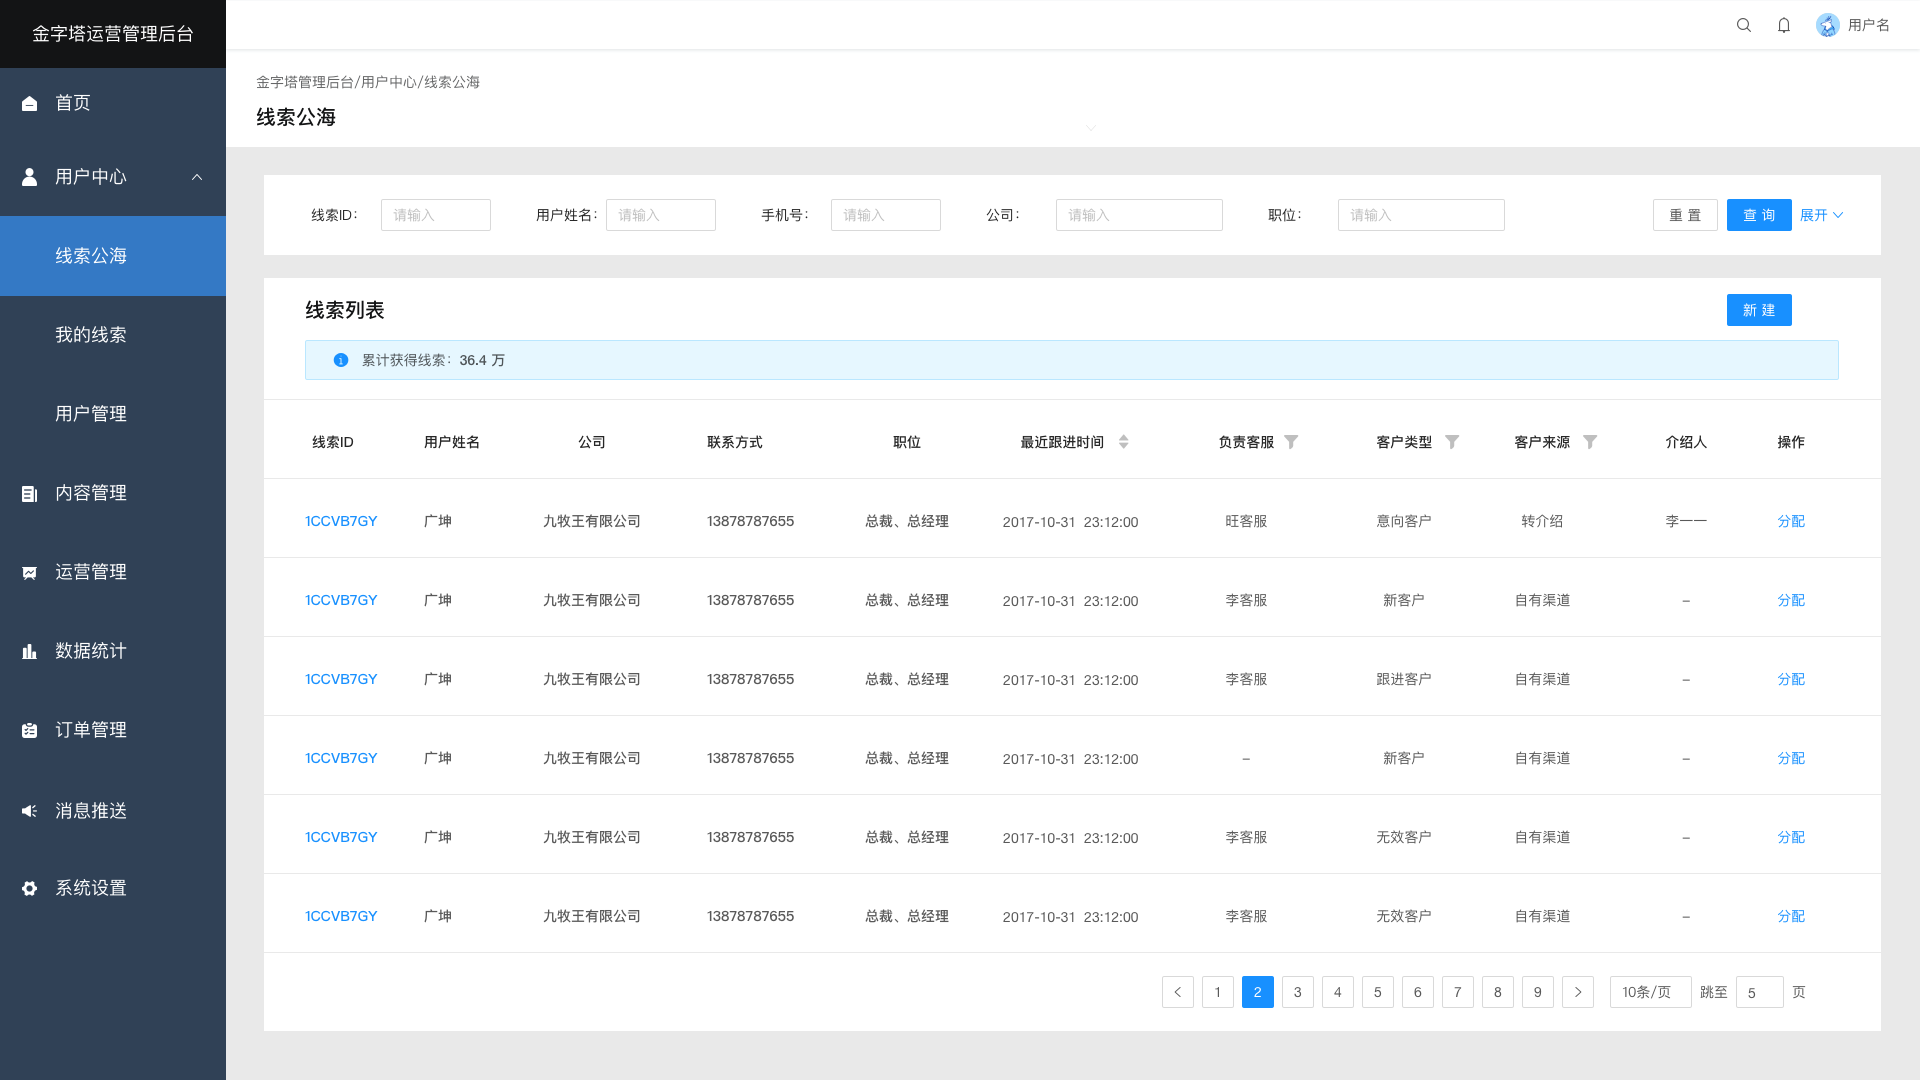 金字塔运营管理后台
用户名
首页
用户中心
线索公海
我的线索
用户管理
内容管理
运营管理
数据统计
订单管理
消息推送
系统设置
金字塔管理后台/用户中心/线索公海
线索公海
线索ID： 请输入 用户姓名： 请输入 手机号： 请输入 公司： 请输入 职位： 请输入 重 置 查 询 展开
线索列表 新 建
累计获得线索：36.4 万
线索ID 用户姓名 公司 联系方式 职位 最近跟进时间 负责客服 客户类型 客户来源 介绍人 操作
1CCVB7GY 广坤 九牧王有限公司 13878787655 总裁、总经理 2017-10-31 23:12:00 旺客服 意向客户 转介绍 李一一 分配
1CCVB7GY 广坤 九牧王有限公司 13878787655 总裁、总经理 2017-10-31 23:12:00 李客服 新客户 自有渠道 – 分配
1CCVB7GY 广坤 九牧王有限公司 13878787655 总裁、总经理 2017-10-31 23:12:00 李客服 跟进客户 自有渠道 – 分配
1CCVB7GY 广坤 九牧王有限公司 13878787655 总裁、总经理 2017-10-31 23:12:00 – 新客户 自有渠道 – 分配
1CCVB7GY 广坤 九牧王有限公司 13878787655 总裁、总经理 2017-10-31 23:12:00 李客服 无效客户 自有渠道 – 分配
1CCVB7GY 广坤 九牧王有限公司 13878787655 总裁、总经理 2017-10-31 23:12:00 李客服 无效客户 自有渠道 – 分配
1 2 3 4 5 6 7 8 9 10条/页 跳至 5 页